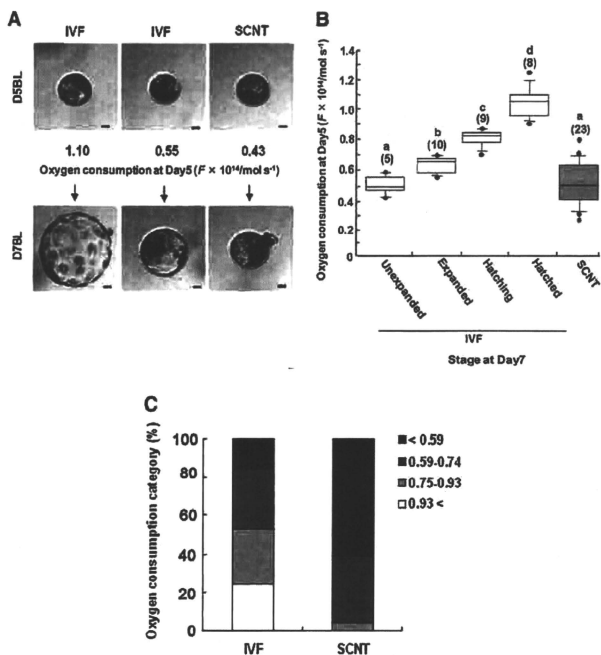 A
IVF
IVF
SCNT
D5BL
1.10
0.55
0.43
Oxygen consumption at Day5 (F × 10¹⁴/mol s⁻¹)
D7BL
B
Oxygen consumption at Day5 (F × 10¹⁴/mol s⁻¹)
1.4
1.2
1.0
0.8
0.6
0.4
0.2
0
a
(5)
b
(10)
c
(9)
d
(8)
a
(23)
Unexpanded
Expanded
Hatching
Hatched
SCNT
IVF
Stage at Day7
C
Oxygen consumption category (%)
100
80
60
40
20
0
IVF
SCNT
< 0.59
0.59-0.74
0.75-0.93
0.93 <